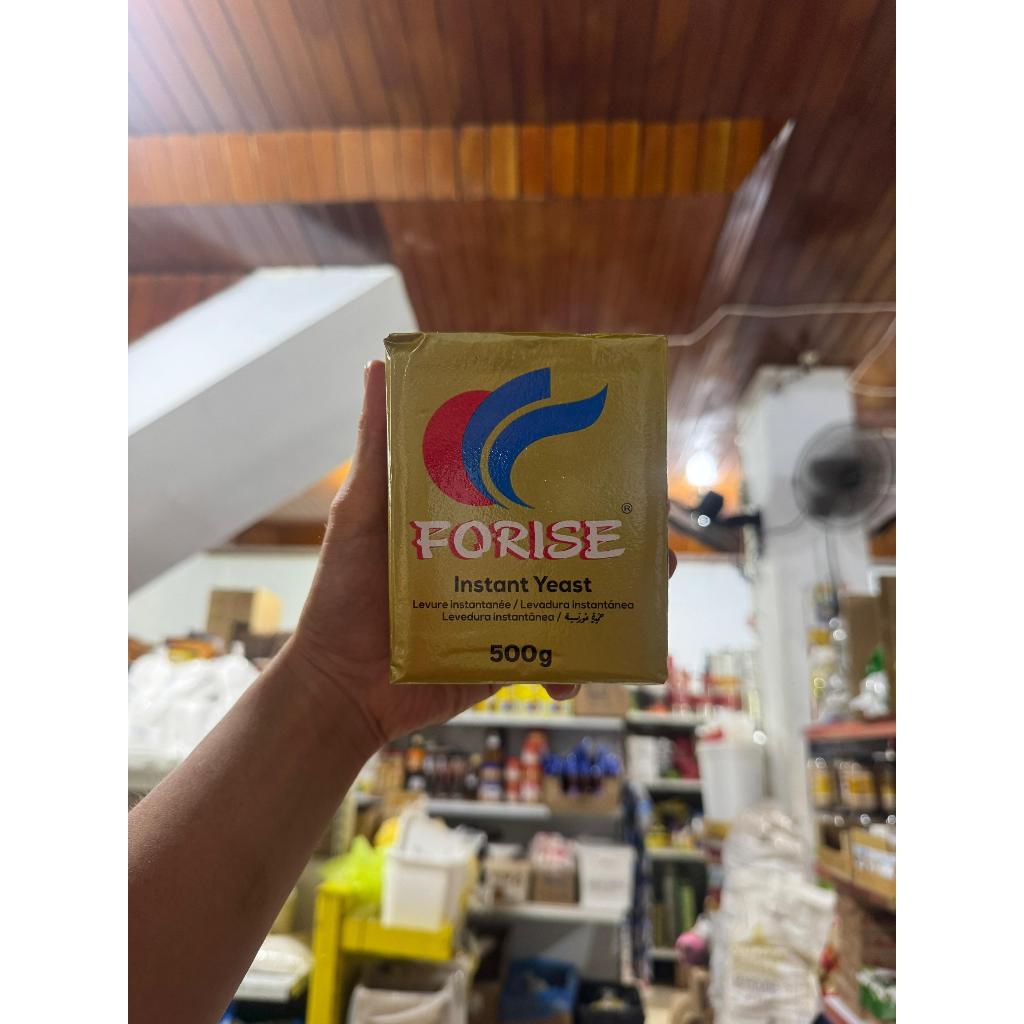 ®
FORISE
Instant Yeast
Levure instantanée / Levadura instantánea
Levedura instantânea / خميرة فورية
500g